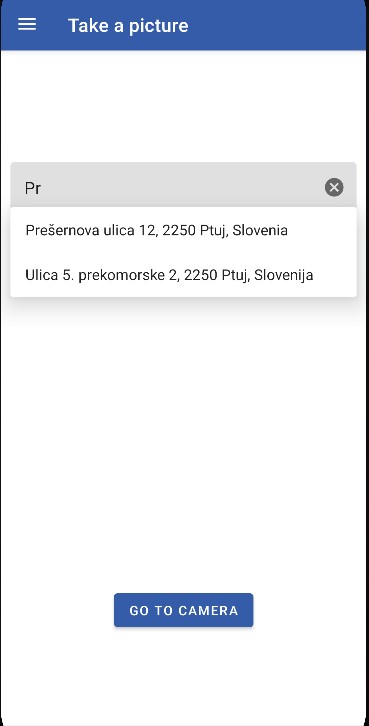 Take a picture
Pr
Prešernova ulica 12, 2250 Ptuj, Slovenia
Ulica 5. prekomorske 2, 2250 Ptuj, Slovenija
GO TO CAMERA